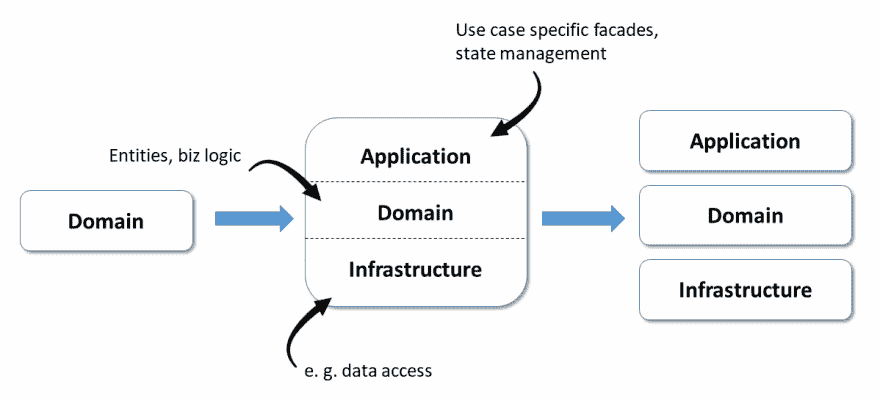 Use case specific facades,
state management
Entities, biz logic
Domain
Application
Domain
Infrastructure
e. g. data access
Application
Domain
Infrastructure